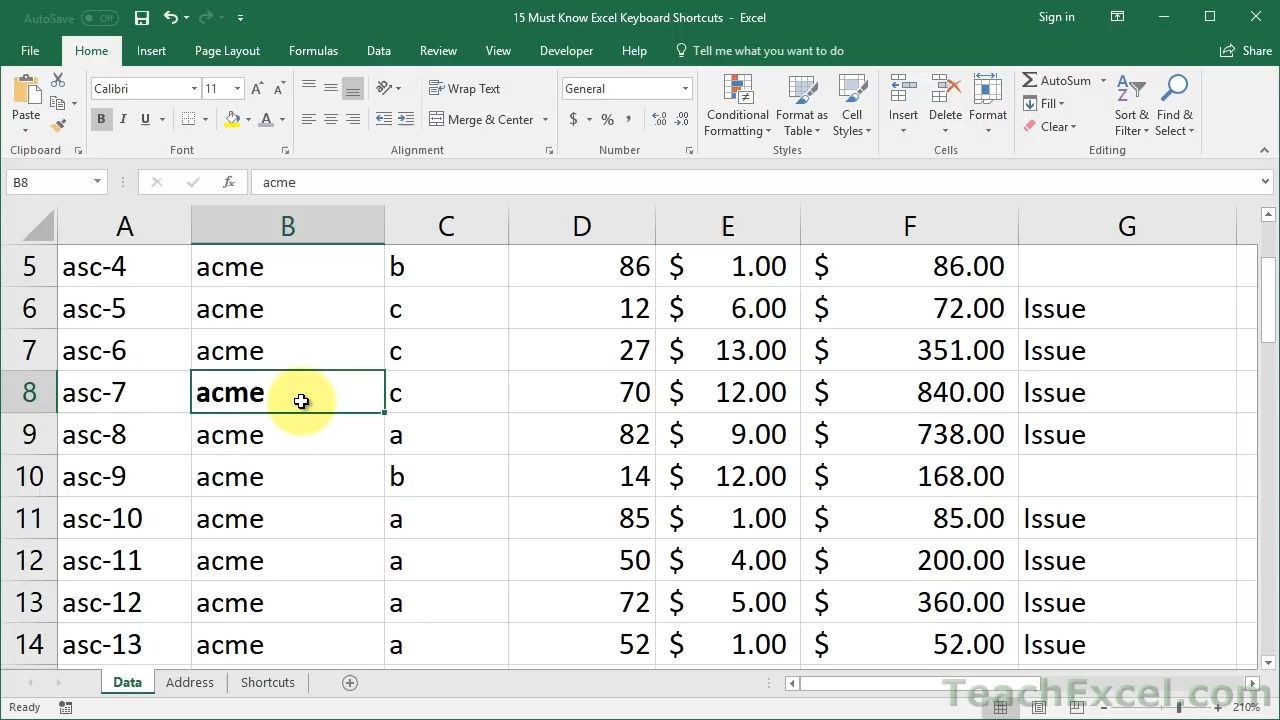 AutoSave Off 15 Must Know Excel Keyboard Shortcuts - Excel Sign in
File Home Insert Page Layout Formulas Data Review View Developer Help Tell me what you want to do Share
Paste Calibri 11 A A Wrap Text General Conditional Formatting Format as Table Cell Styles Insert Delete Format AutoSum Fill Clear Sort & Filter Find & Select
B I U A Merge & Center $ % ,
Clipboard Font Alignment Number Styles Cells Editing
B8 fx acme
A B C D E F G
5 asc-4 acme b 86 $ 1.00 $ 86.00
6 asc-5 acme c 12 $ 6.00 $ 72.00 Issue
7 asc-6 acme c 27 $ 13.00 $ 351.00 Issue
8 asc-7 acme c 70 $ 12.00 $ 840.00 Issue
9 asc-8 acme a 82 $ 9.00 $ 738.00 Issue
10 asc-9 acme b 14 $ 12.00 $ 168.00
11 asc-10 acme a 85 $ 1.00 $ 85.00 Issue
12 asc-11 acme a 50 $ 4.00 $ 200.00 Issue
13 asc-12 acme a 72 $ 5.00 $ 360.00 Issue
14 asc-13 acme a 52 $ 1.00 $ 52.00 Issue
Data Address Shortcuts
TeachExcel.com
Ready 210%